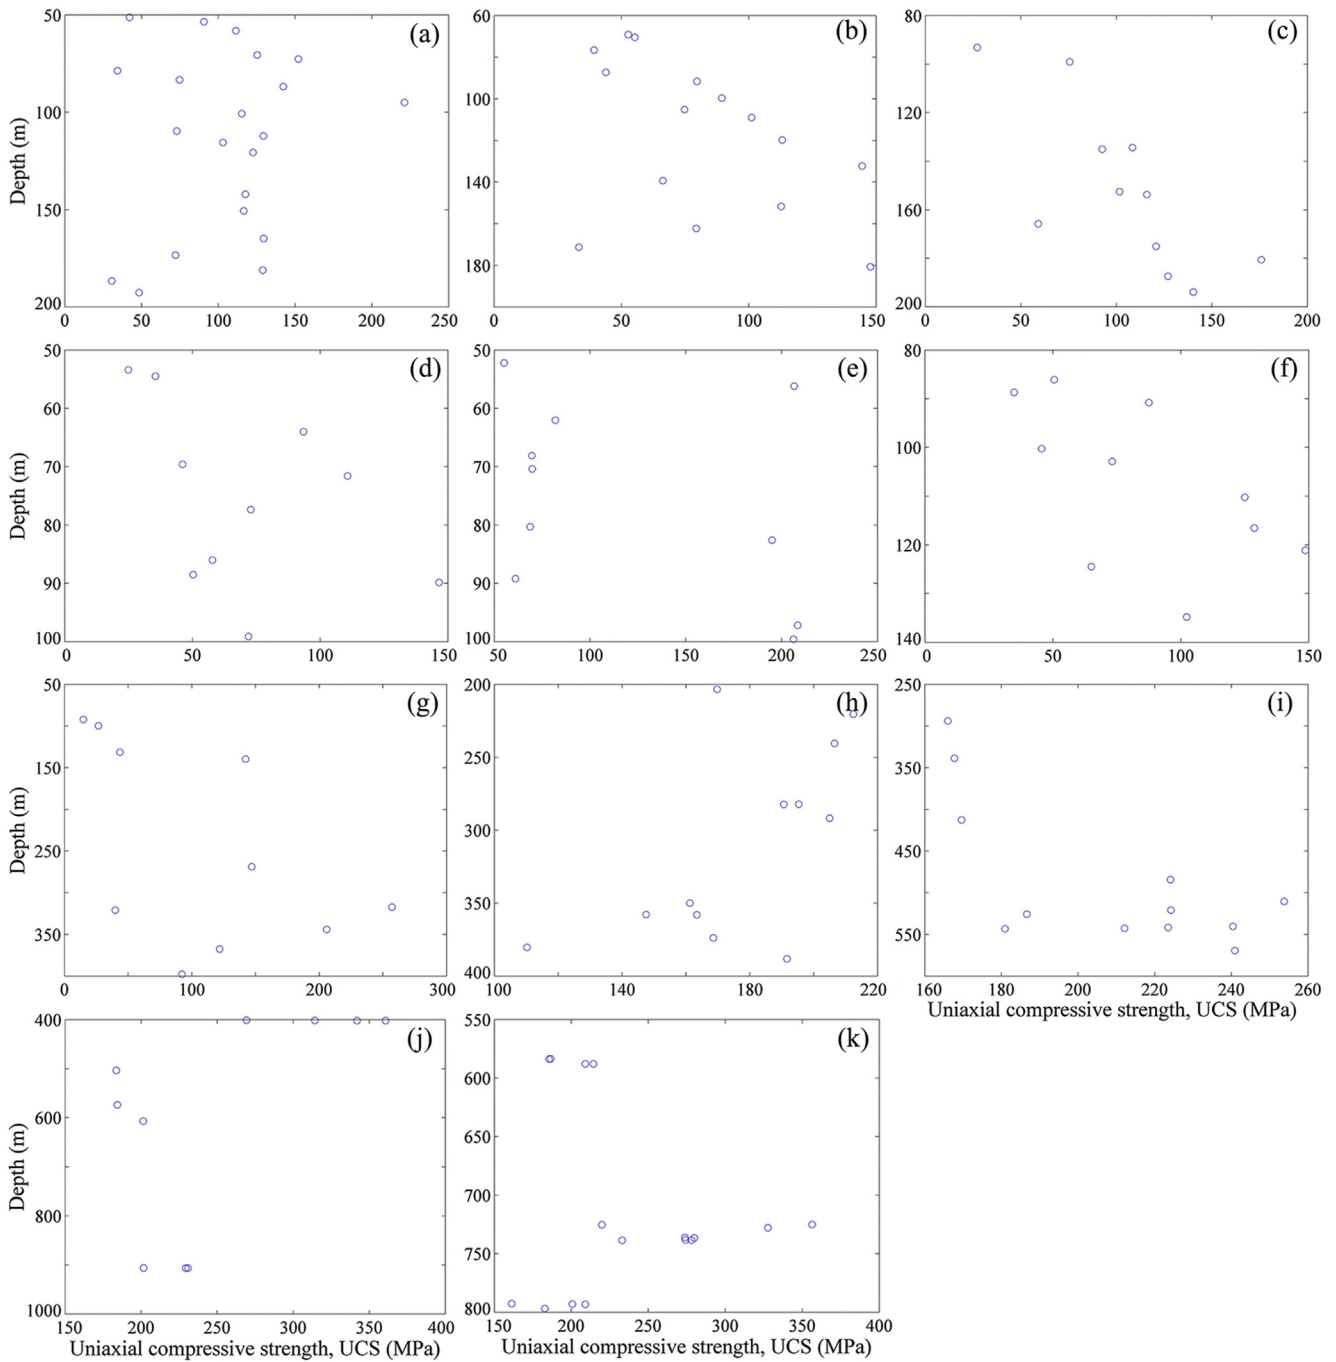 50
100
150
200
0 50 100 150 200 250
Depth (m)
(a)
60
100
140
180
0 50 100 150
(b)
80
120
160
200
0 50 100 150 200
(c)
50
60
70
80
90
100
0 50 100 150
Depth (m)
(d)
50
60
70
80
90
100
50 100 150 200 250
(e)
80
100
120
140
0 50 100 150
(f)
50
150
250
350
0 100 200 300
Depth (m)
(g)
200
250
300
350
400
100 140 180 220
(h)
250
350
450
550
160 180 200 220 240 260
Uniaxial compressive strength, UCS (MPa)
(i)
400
600
800
1000
150 200 250 300 350 400
Uniaxial compressive strength, UCS (MPa)
Depth (m)
(j)
550
600
650
700
750
800
150 200 250 300 350 400
Uniaxial compressive strength, UCS (MPa)
(k)